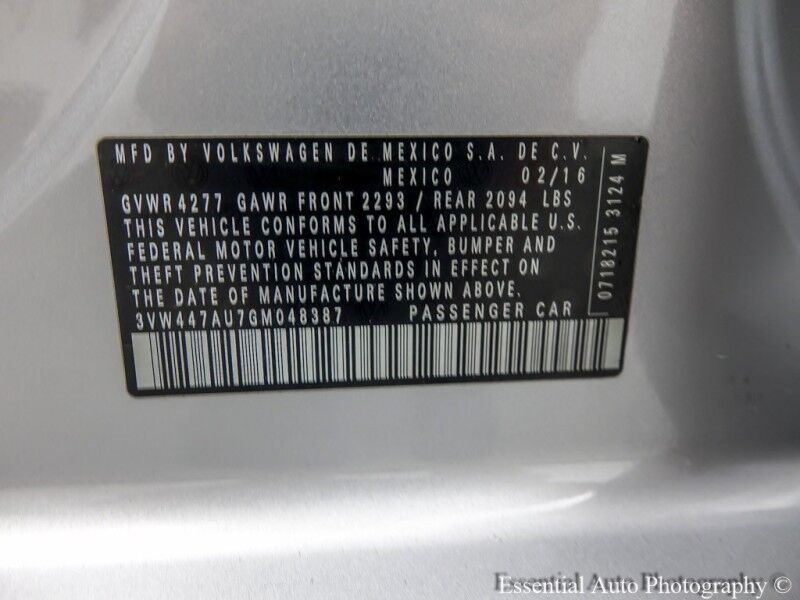 MFD BY VOLKSWAGEN DE MEXICO S.A. DE C.V.
MEXICO 02/16
GVWR 4277 GAWR FRONT 2293 / REAR 2094 LBS
THIS VEHICLE CONFORMS TO ALL APPLICABLE U.S.
FEDERAL MOTOR VEHICLE SAFETY, BUMPER AND
THEFT PREVENTION STANDARDS IN EFFECT ON
THE DATE OF MANUFACTURE SHOWN ABOVE.
3VW447AU7GM048387 PASSENGER CAR
0718215 3124 M
© Essential Auto Photography ©